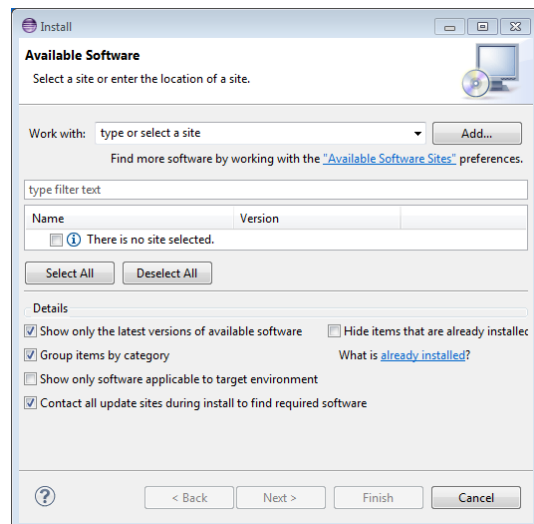 Install
Available Software
Select a site or enter the location of a site.
Work with: type or select a site Add...
Find more software by working with the "Available Software Sites" preferences.
type filter text
Name Version
There is no site selected.
Select All Deselect All
Details
Show only the latest versions of available software Hide items that are already installed
Group items by category What is already installed?
Show only software applicable to target environment
Contact all update sites during install to find required software
? < Back Next > Finish Cancel